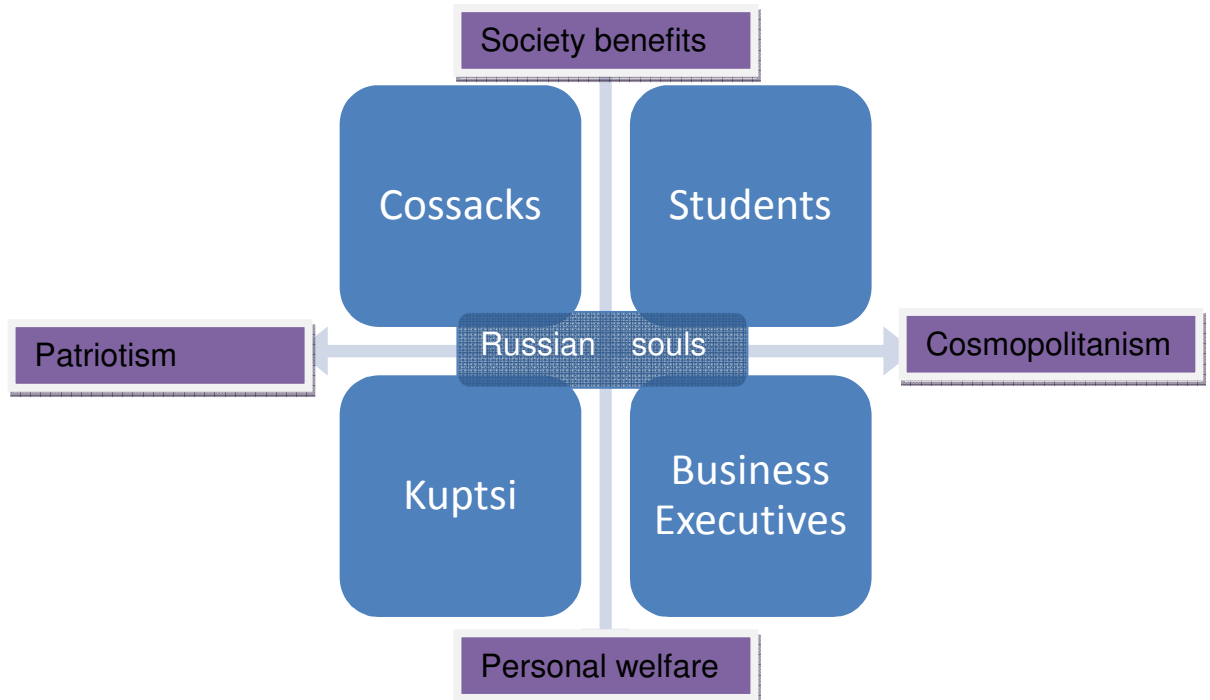 Society benefits
Cossacks
Students
Patriotism
Russian souls
Cosmopolitanism
Kuptsi
Business
Executives
Personal welfare